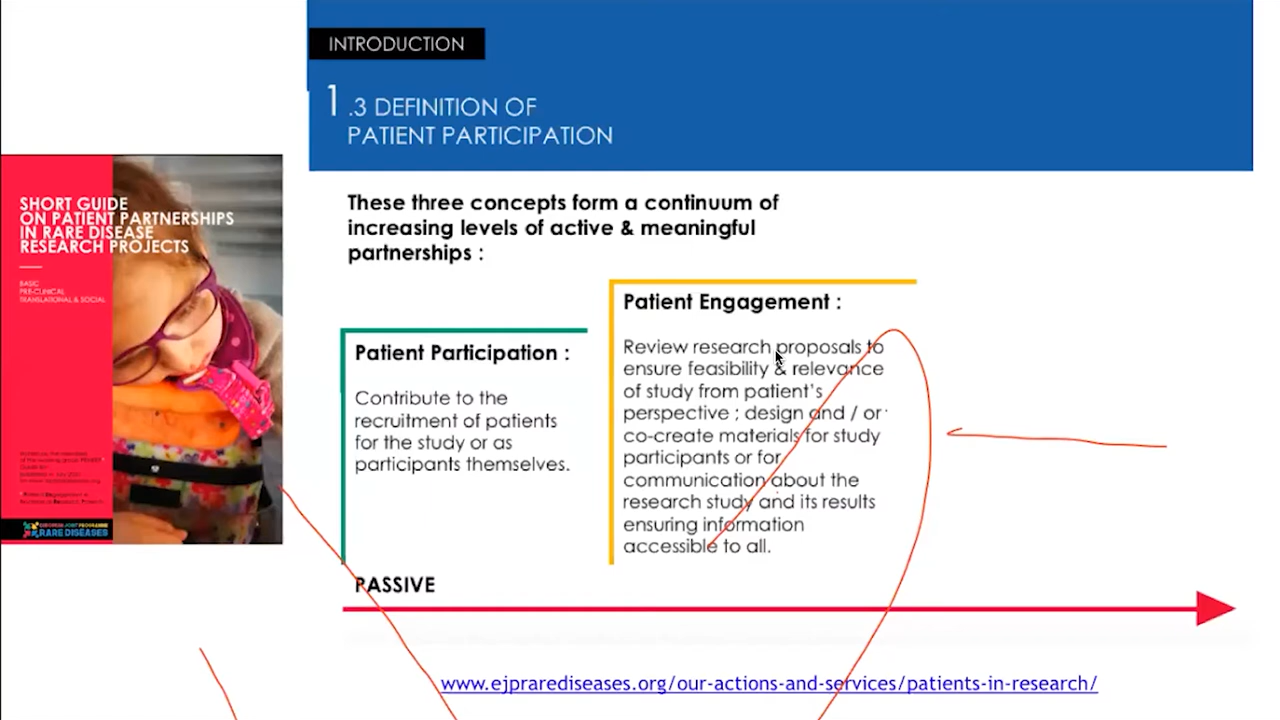 INTRODUCTION
1.3 DEFINITION OF
PATIENT PARTICIPATION
SHORT GUIDE
ON PATIENT PARTNERSHIPS
IN RARE DISEASE
RESEARCH PROJECTS
BASIC
PRE-CLINICAL
TRANSLATIONAL & SOCIAL
EUROPEAN JOINT PROGRAMME
RARE DISEASES
These three concepts form a continuum of
increasing levels of active & meaningful
partnerships :
Patient Participation :
Contribute to the
recruitment of patients
for the study or as
participants themselves.
Patient Engagement :
Review research proposals to
ensure feasibility & relevance
of study from patient's
perspective ; design and / or
co-create materials for study
participants or for
communication about the
research study and its results
ensuring information
accessible to all.
PASSIVE
www.ejprarediseases.org/our-actions-and-services/patients-in-research/